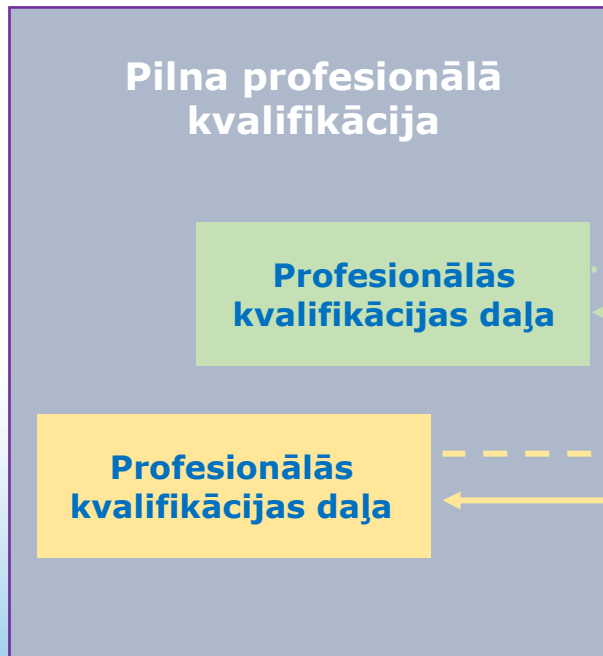 Pilna profesionālā
kvalifikācija
Profesionālās
kvalifikācijas daļa
Profesionālās
kvalifikācijas daļa